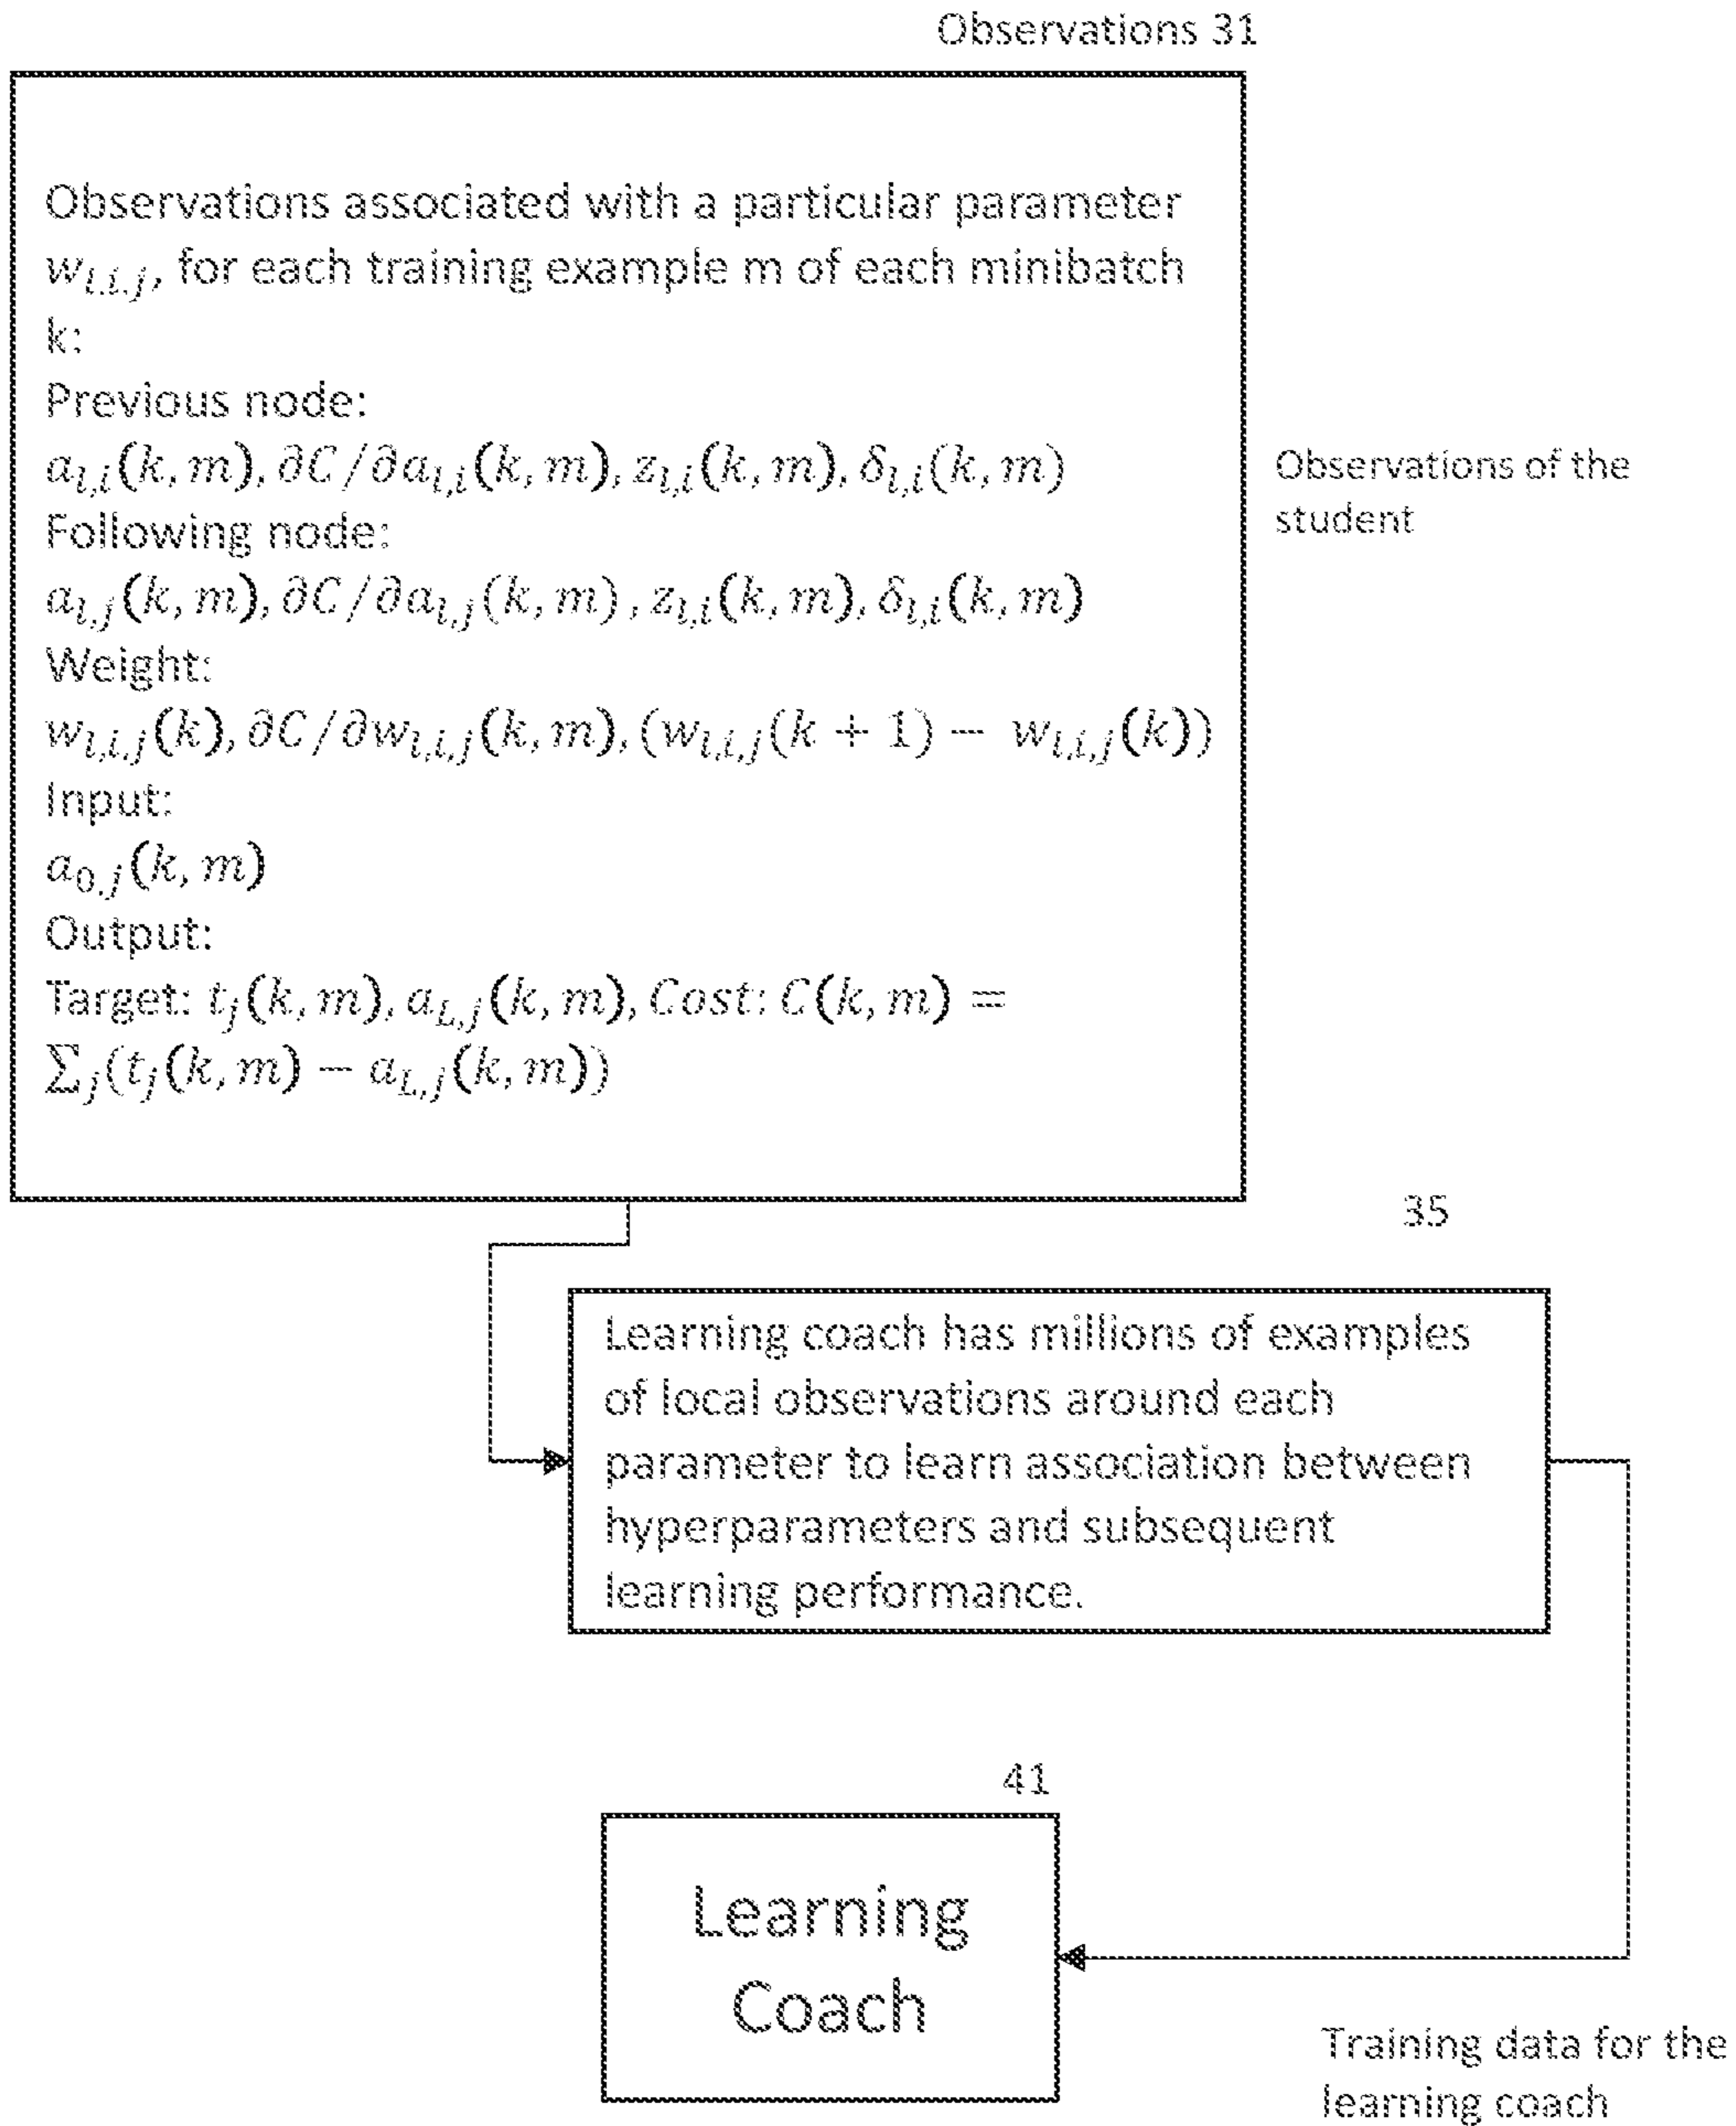 Observations 31
Observations associated with a particular parameter
w_{l,i,j}, for each training example m of each minibatch
k:
Previous node:
a_{l,i}(k, m), ∂C/∂a_{l,i}(k, m), z_{l,i}(k, m), δ_{l,i}(k, m)
Following node:
a_{l,j}(k, m), ∂C/∂a_{l,j}(k, m) , z_{l,i}(k, m), δ_{l,i}(k, m)
Weight:
w_{l,i,j}(k), ∂C/∂w_{l,i,j}(k, m), (w_{l,i,j}(k + 1) − w_{l,i,j}(k))
Input:
a_{0,j}(k, m)
Output:
Target: t_j(k, m), a_{L,j}(k, m), Cost: C(k, m) =
∑_j(t_j(k, m) − a_{L,j}(k, m))
Observations of the
student
35
Learning coach has millions of examples
of local observations around each
parameter to learn association between
hyperparameters and subsequent
learning performance.
41
Learning
Coach
Training data for the
learning coach